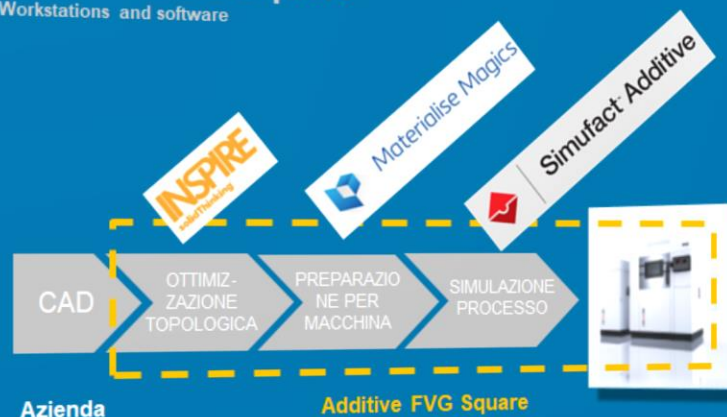 Workstations and software
INSPIRE
solidThinking
Materialise Magics
Simufact Additive
CAD
OTTIMIZ-
ZAZIONE
TOPOLOGICA
PREPARAZIO
NE PER
MACCHINA
SIMULAZIONE
PROCESSO
Azienda
Additive FVG Square